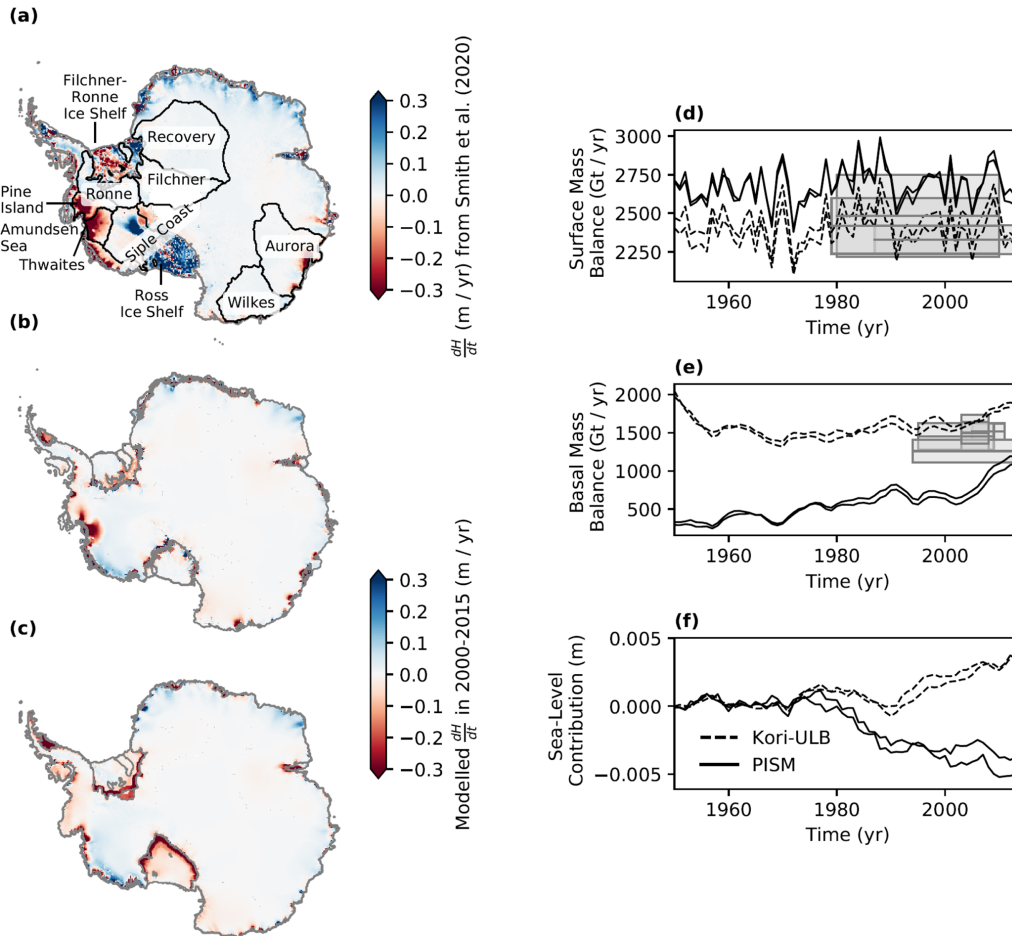 (a)
Filchner-
Ronne
Ice Shelf
Recovery
Filchner
Ronne
Pine
Island
Amundsen
Sea
Thwaites
Siple Coast
Ross
Ice Shelf
Aurora
Wilkes
0.3
0.2
0.1
0.0
−0.1
−0.2
−0.3
dH/dt (m / yr) from Smith et al. (2020)
(b)
(c)
0.3
0.2
0.1
0.0
−0.1
−0.2
−0.3
Modelled dH/dt in 2000-2015 (m / yr)
(d)
Surface Mass
Balance (Gt / yr)
3000
2750
2500
2250
1960 1980 2000
Time (yr)
(e)
Basal Mass
Balance (Gt / yr)
2000
1500
1000
500
1960 1980 2000
Time (yr)
(f)
Sea-Level
Contribution (m)
0.005
0.000
−0.005
Kori-ULB
PISM
1960 1980 2000
Time (yr)